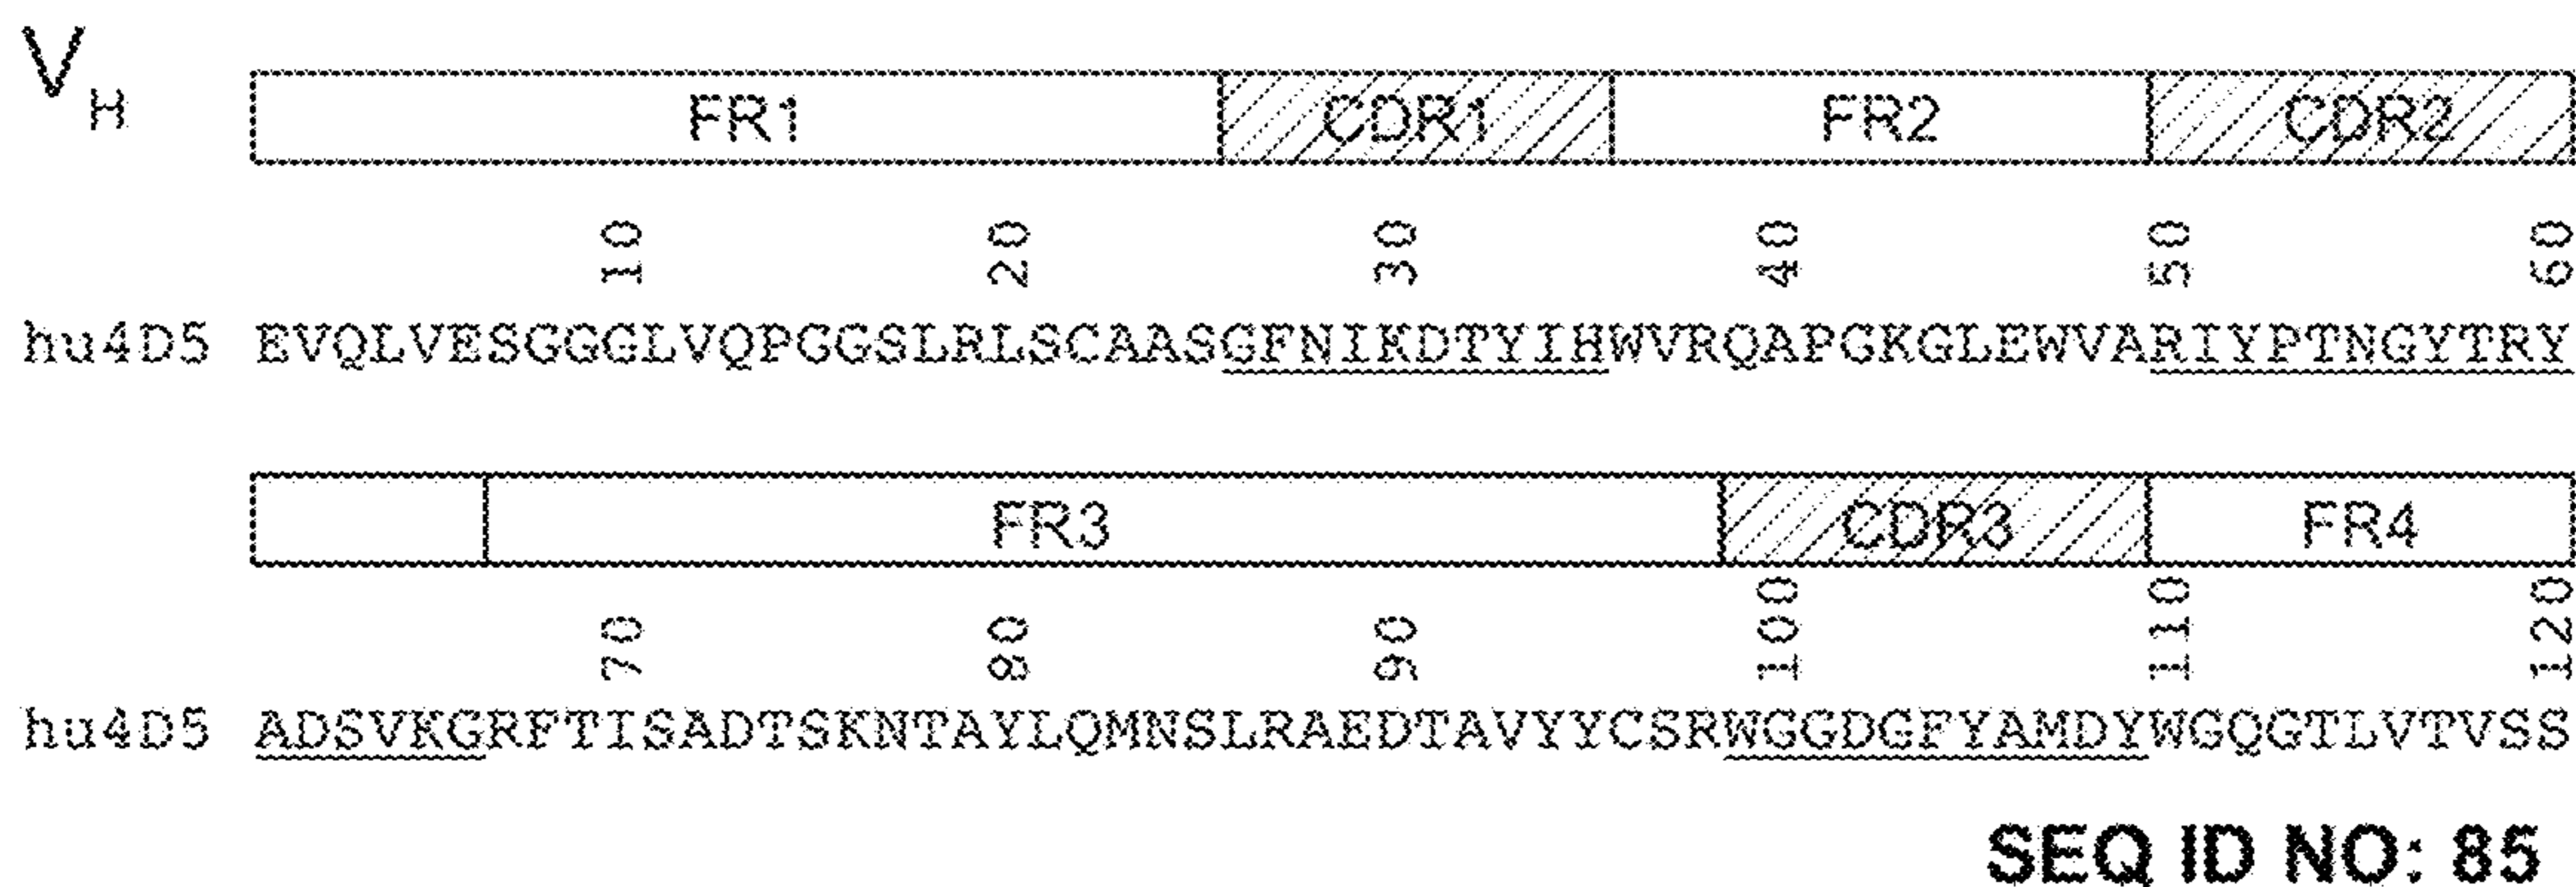 VH
FR1 CDR1 FR2 CDR2
10 20 30 40 50 60
hu4D5 EVQLVESGGGLVQPGGSLRLSCAASGFNIKDTYIHWVRQAPGKGLEWVARIYPTNGYTRY
FR3 CDR3 FR4
70 80 90 100 110 120
hu4D5 ADSVKGRFTISADTSKNTAYLQMNSLRAEDTAVYYCSRWGGDGFYAMDYWGQGTLVTVSS
SEQ ID NO: 85